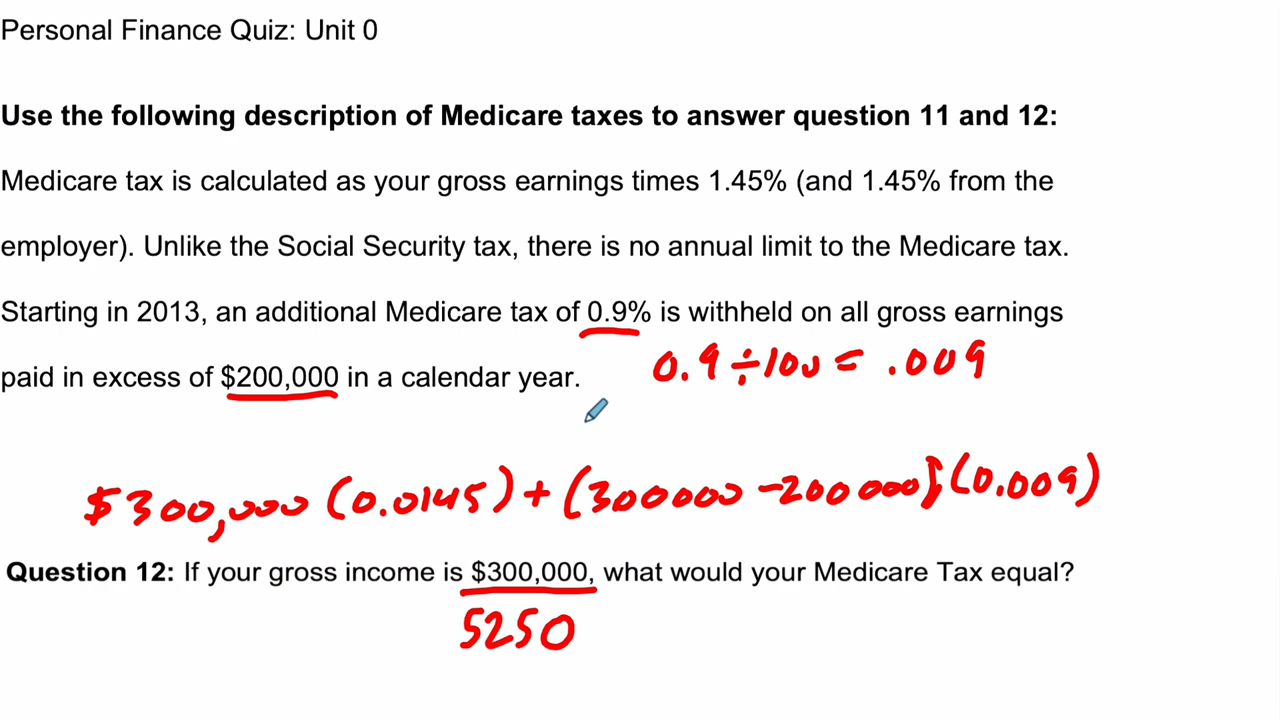 Personal Finance Quiz: Unit 0
Use the following description of Medicare taxes to answer question 11 and 12:
Medicare tax is calculated as your gross earnings times 1.45% (and 1.45% from the
employer). Unlike the Social Security tax, there is no annual limit to the Medicare tax.
Starting in 2013, an additional Medicare tax of 0.9% is withheld on all gross earnings
paid in excess of $200,000 in a calendar year.
0.9 ÷ 100 = .009
$300,000 (0.0145) + (300000 - 200000) (0.009)
Question 12: If your gross income is $300,000, what would your Medicare Tax equal?
5250